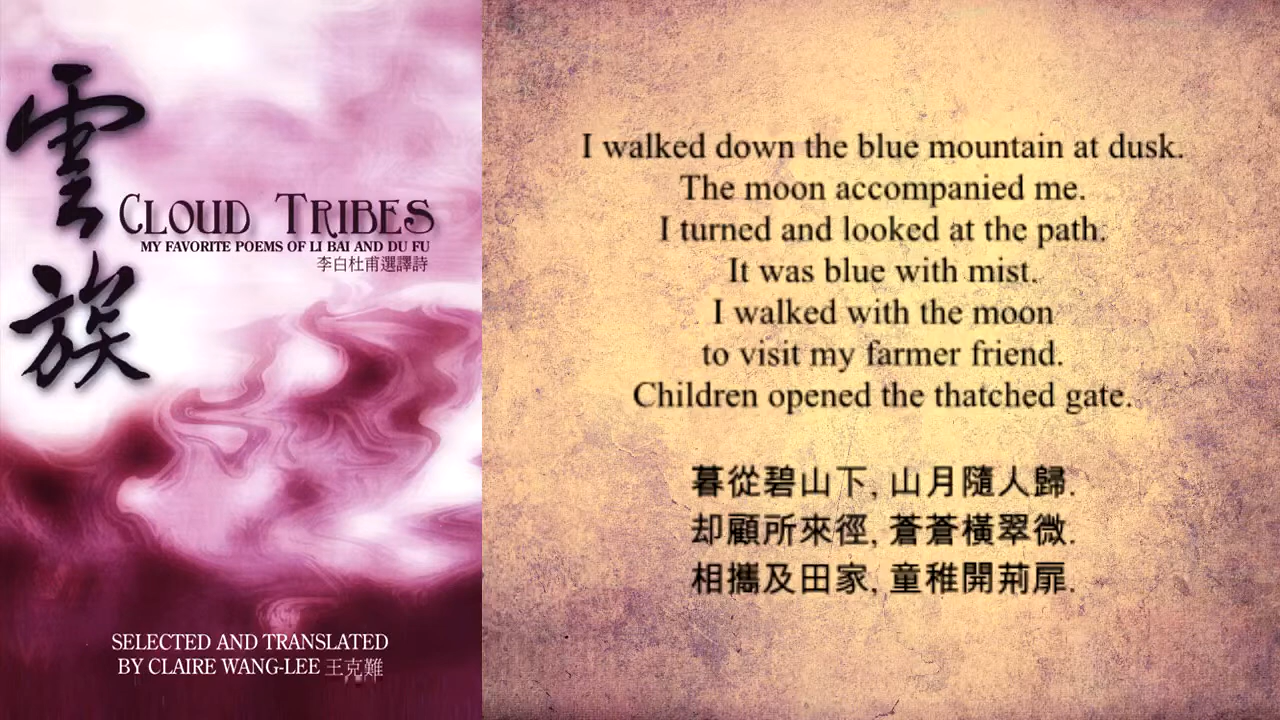 雲族
CLOUD TRIBES
MY FAVORITE POEMS OF LI BAI AND DU FU
李白杜甫選譯詩
SELECTED AND TRANSLATED
BY CLAIRE WANG-LEE 王克難
I walked down the blue mountain at dusk.
The moon accompanied me.
I turned and looked at the path.
It was blue with mist.
I walked with the moon
to visit my farmer friend.
Children opened the thatched gate.
暮從碧山下, 山月隨人歸.
却顧所來徑, 蒼蒼橫翠微.
相攜及田家, 童稚開荊扉.